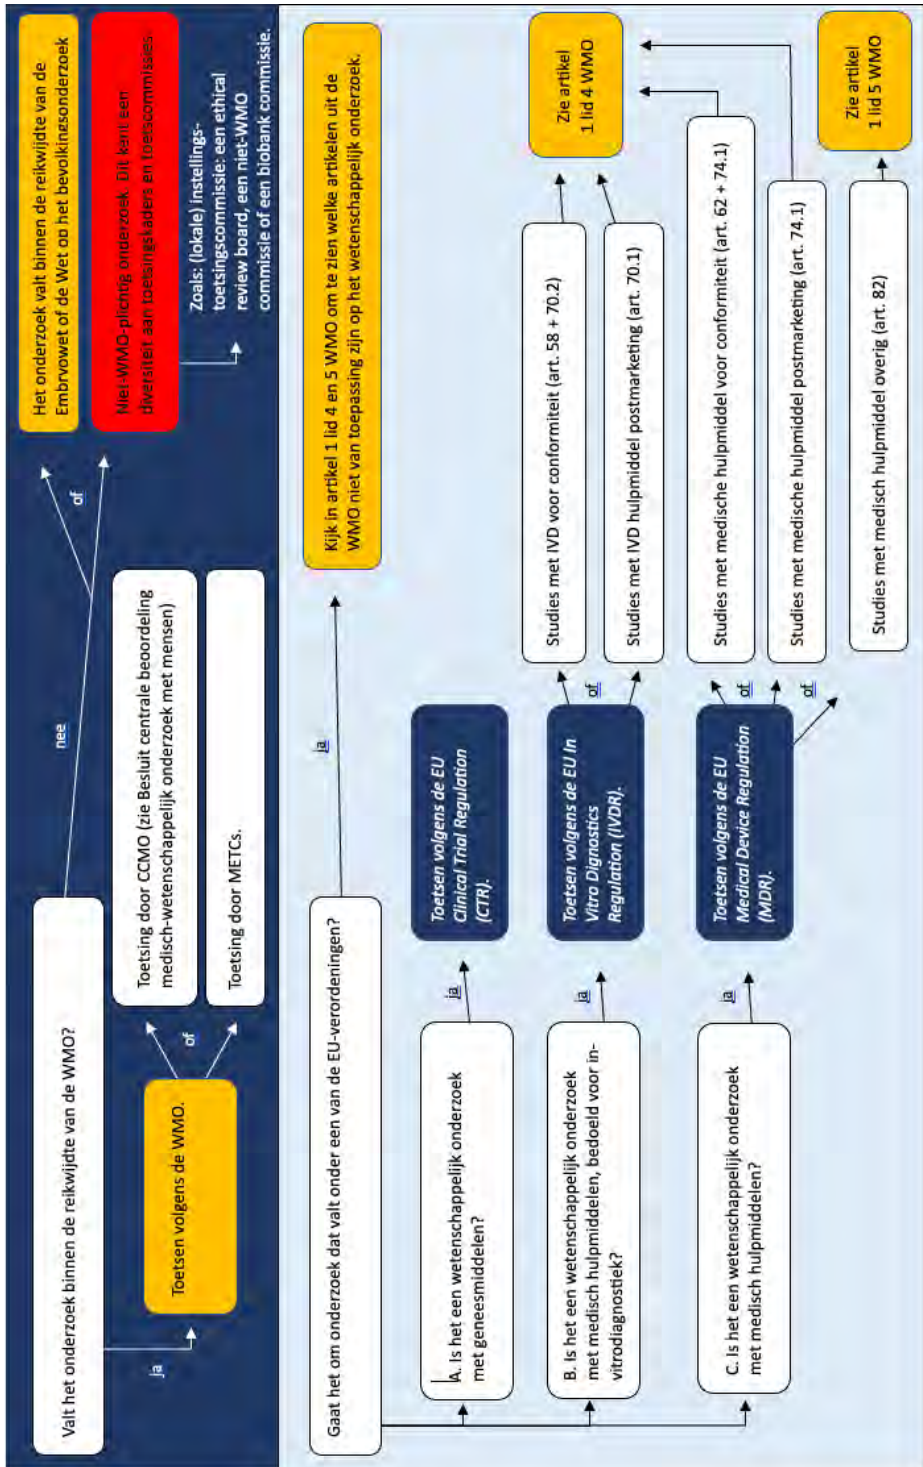 Valt het onderzoek binnen de reikwijdte van de WMO?
nee
of
Het onderzoek valt binnen de reikwijdte van de
Embryowet of de Wet op het bevolkingsonderzoek
Niet-WMO-plichtig onderzoek. Dit kent een
diversiteit aan toetsingskaders en toetscommissies.
Zoals: (lokale) instellings-
toetsingscommissie: een ethical
review board, een niet-WMO
commissie of een biobank commissie.
ja
Toetsen volgens de WMO.
of
Toetsing door CCMO (zie Besluit centrale beoordeling
medisch-wetenschappelijk onderzoek met mensen)
Toetsing door METCs.
Gaat het om onderzoek dat valt onder een van de EU-verordeningen?
ja
Kijk in artikel 1 lid 4 en 5 WMO om te zien welke artikelen uit de
WMO niet van toepassing zijn op het wetenschappelijk onderzoek.
A. Is het een wetenschappelijk onderzoek
met geneesmiddelen?
ja
Toetsen volgens de EU
Clinical Trial Regulation
(CTR).
B. Is het een wetenschappelijk onderzoek
met medisch hulpmiddelen, bedoeld voor in-
vitrodiagnostiek?
ja
Toetsen volgens de EU In
Vitro Dignostics
Regulation (IVDR).
of
Studies met IVD voor conformiteit (art. 58 + 70.2)
Studies met IVD hulpmiddel postmarketing (art. 70.1)
Zie artikel
1 lid 4 WMO
C. Is het een wetenschappelijk onderzoek
met medisch hulpmiddelen?
ja
Toetsen volgens de EU
Medical Device Regulation
(MDR).
of
of
Studies met medische hulpmiddel voor conformiteit (art. 62 + 74.1)
Studies met medische hulpmiddel postmarketing (art. 74.1)
Studies met medisch hulpmiddel overig (art. 82)
Zie artikel
1 lid 5 WMO